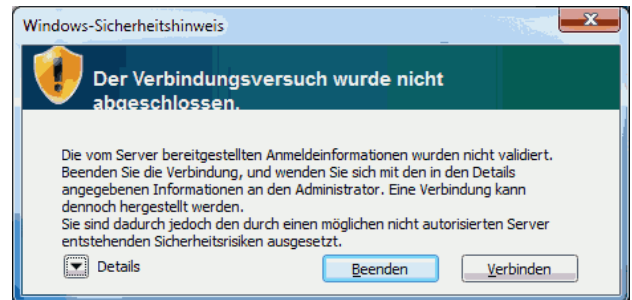 Windows-Sicherheitshinweis
Der Verbindungsversuch wurde nicht
abgeschlossen.
Die vom Server bereitgestellten Anmeldeinformationen wurden nicht validiert.
Beenden Sie die Verbindung, und wenden Sie sich mit den in den Details
angegebenen Informationen an den Administrator. Eine Verbindung kann
dennoch hergestellt werden.
Sie sind dadurch jedoch den durch einen möglichen nicht autorisierten Server
entstehenden Sicherheitsrisiken ausgesetzt.
Details Beenden Verbinden